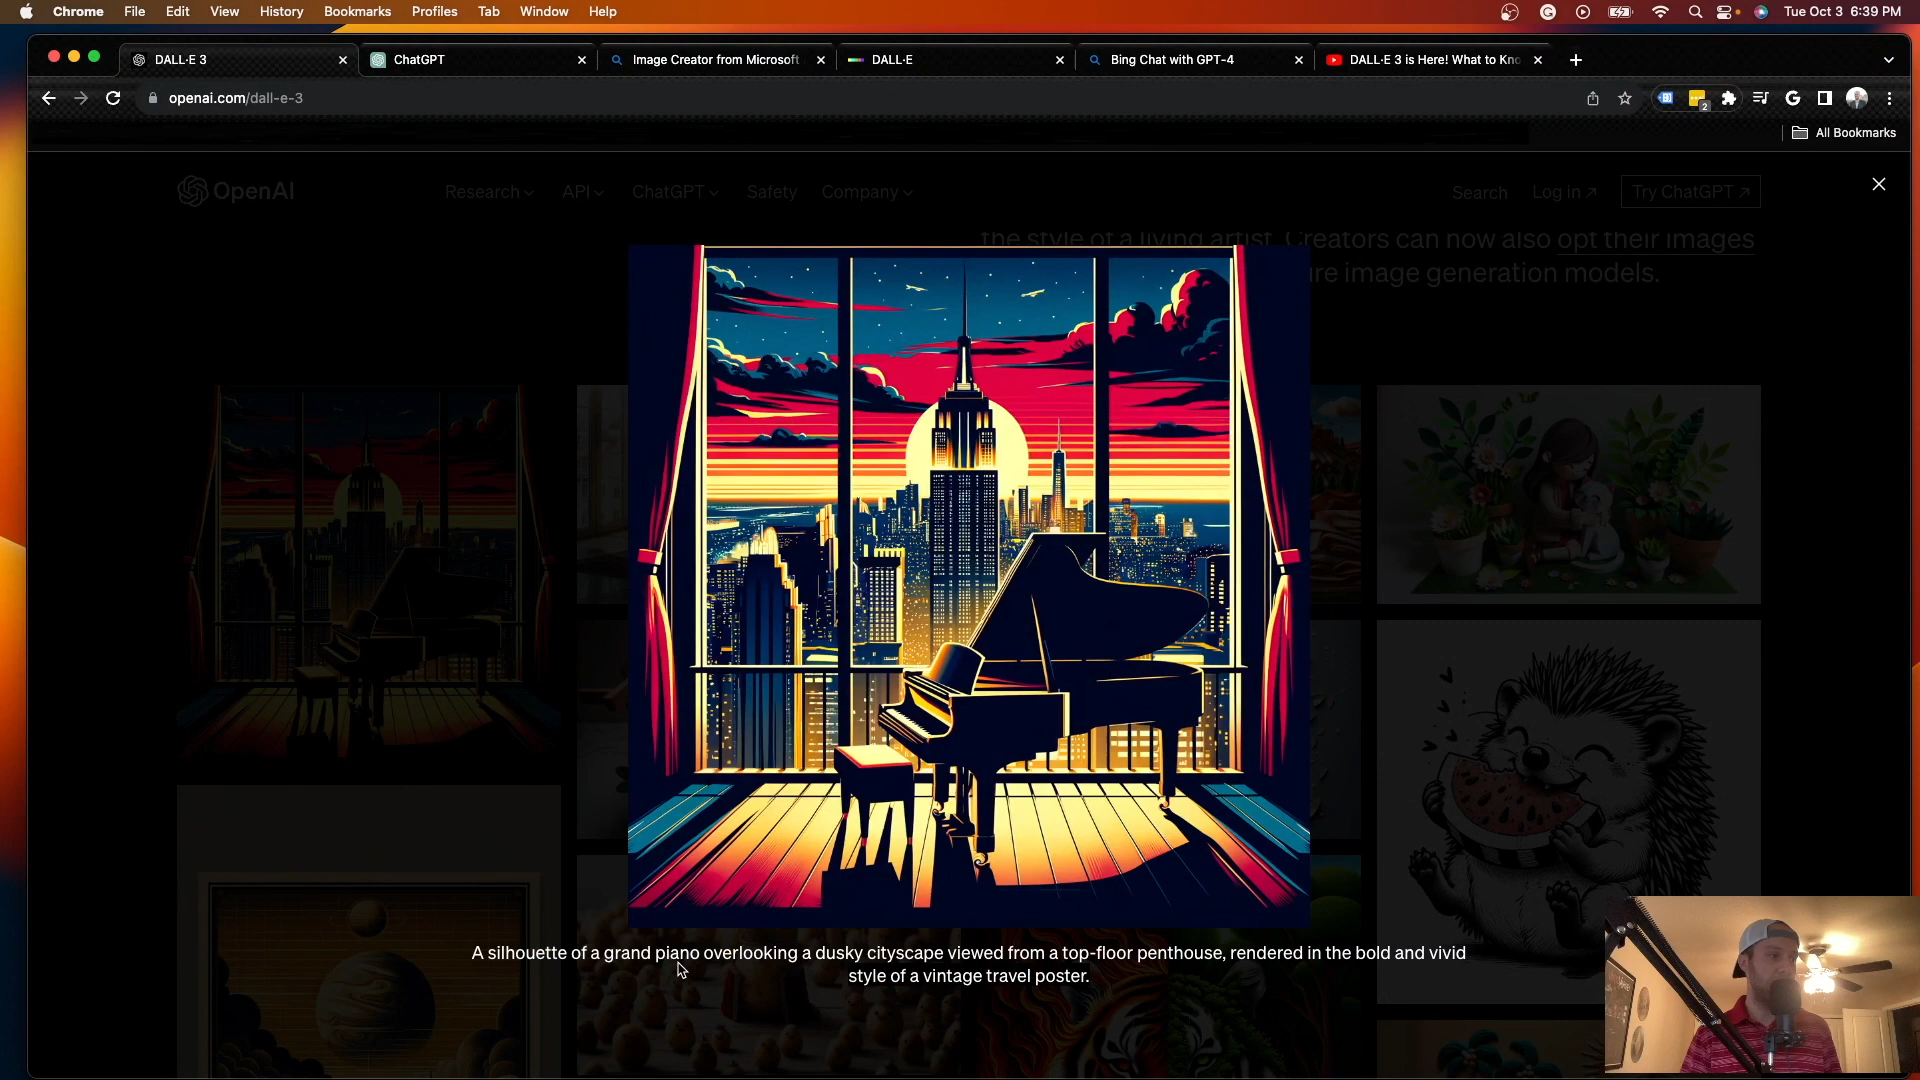 Chrome File Edit View History Bookmarks Profiles Tab Window Help Tue Oct 3 6:39 PM
DALL·E 3 ChatGPT Image Creator from Microsoft DALL·E Bing Chat with GPT-4 DALL·E 3 is Here! What to Kno
openai.com/dall-e-3
2
All Bookmarks
OpenAI Research API ChatGPT Safety Company Search Log in ↗ Try ChatGPT ↗
the style of a living artist. Creators can now also opt their images
ure image generation models.
A silhouette of a grand piano overlooking a dusky cityscape viewed from a top-floor penthouse, rendered in the bold and vivid
style of a vintage travel poster.